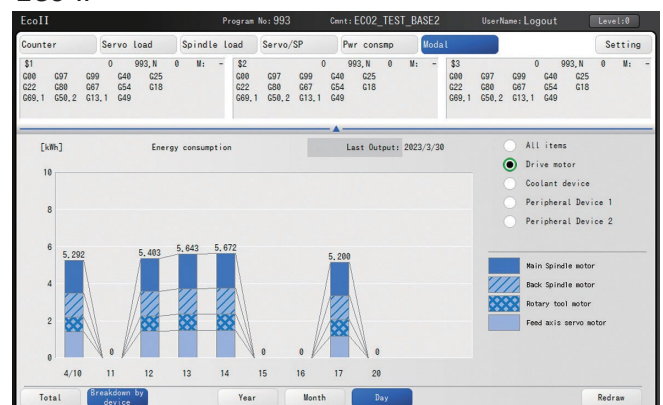 EcoII Program No: 993 Cmnt: ECO2_TEST_BASE2 UserName: Logout Level:0
Counter Servo load Spindle load Servo/SP Pwr consmp Modal Setting
$1 0 993, N 0 M: - $2 0 993, N 0 M: - $3 0 993, N 0 M: -
G00 G97 G99 G40 G25 G00 G97 G99 G40 G25 G00 G97 G99 G40 G25
G22 G80 G67 G54 G18 G22 G80 G67 G54 G18 G22 G80 G67 G54 G18
G69.1 G50.2 G13.1 G49 G69.1 G50.2 G13.1 G49 G69.1 G50.2 G13.1 G49
[kWh] Energy consumption Last Output: 2023/3/30
All items
Drive motor
Coolant device
Peripheral Device 1
Peripheral Device 2
10
8
6
4
2
0
5.292 0 5.403 5.643 5.672 0 0 5.200 0
4/10 11 12 13 14 15 16 17 20
Main Spindle motor
Back Spindle motor
Rotary tool motor
Feed axis servo motor
Total Breakdown by device Year Month Day Redraw